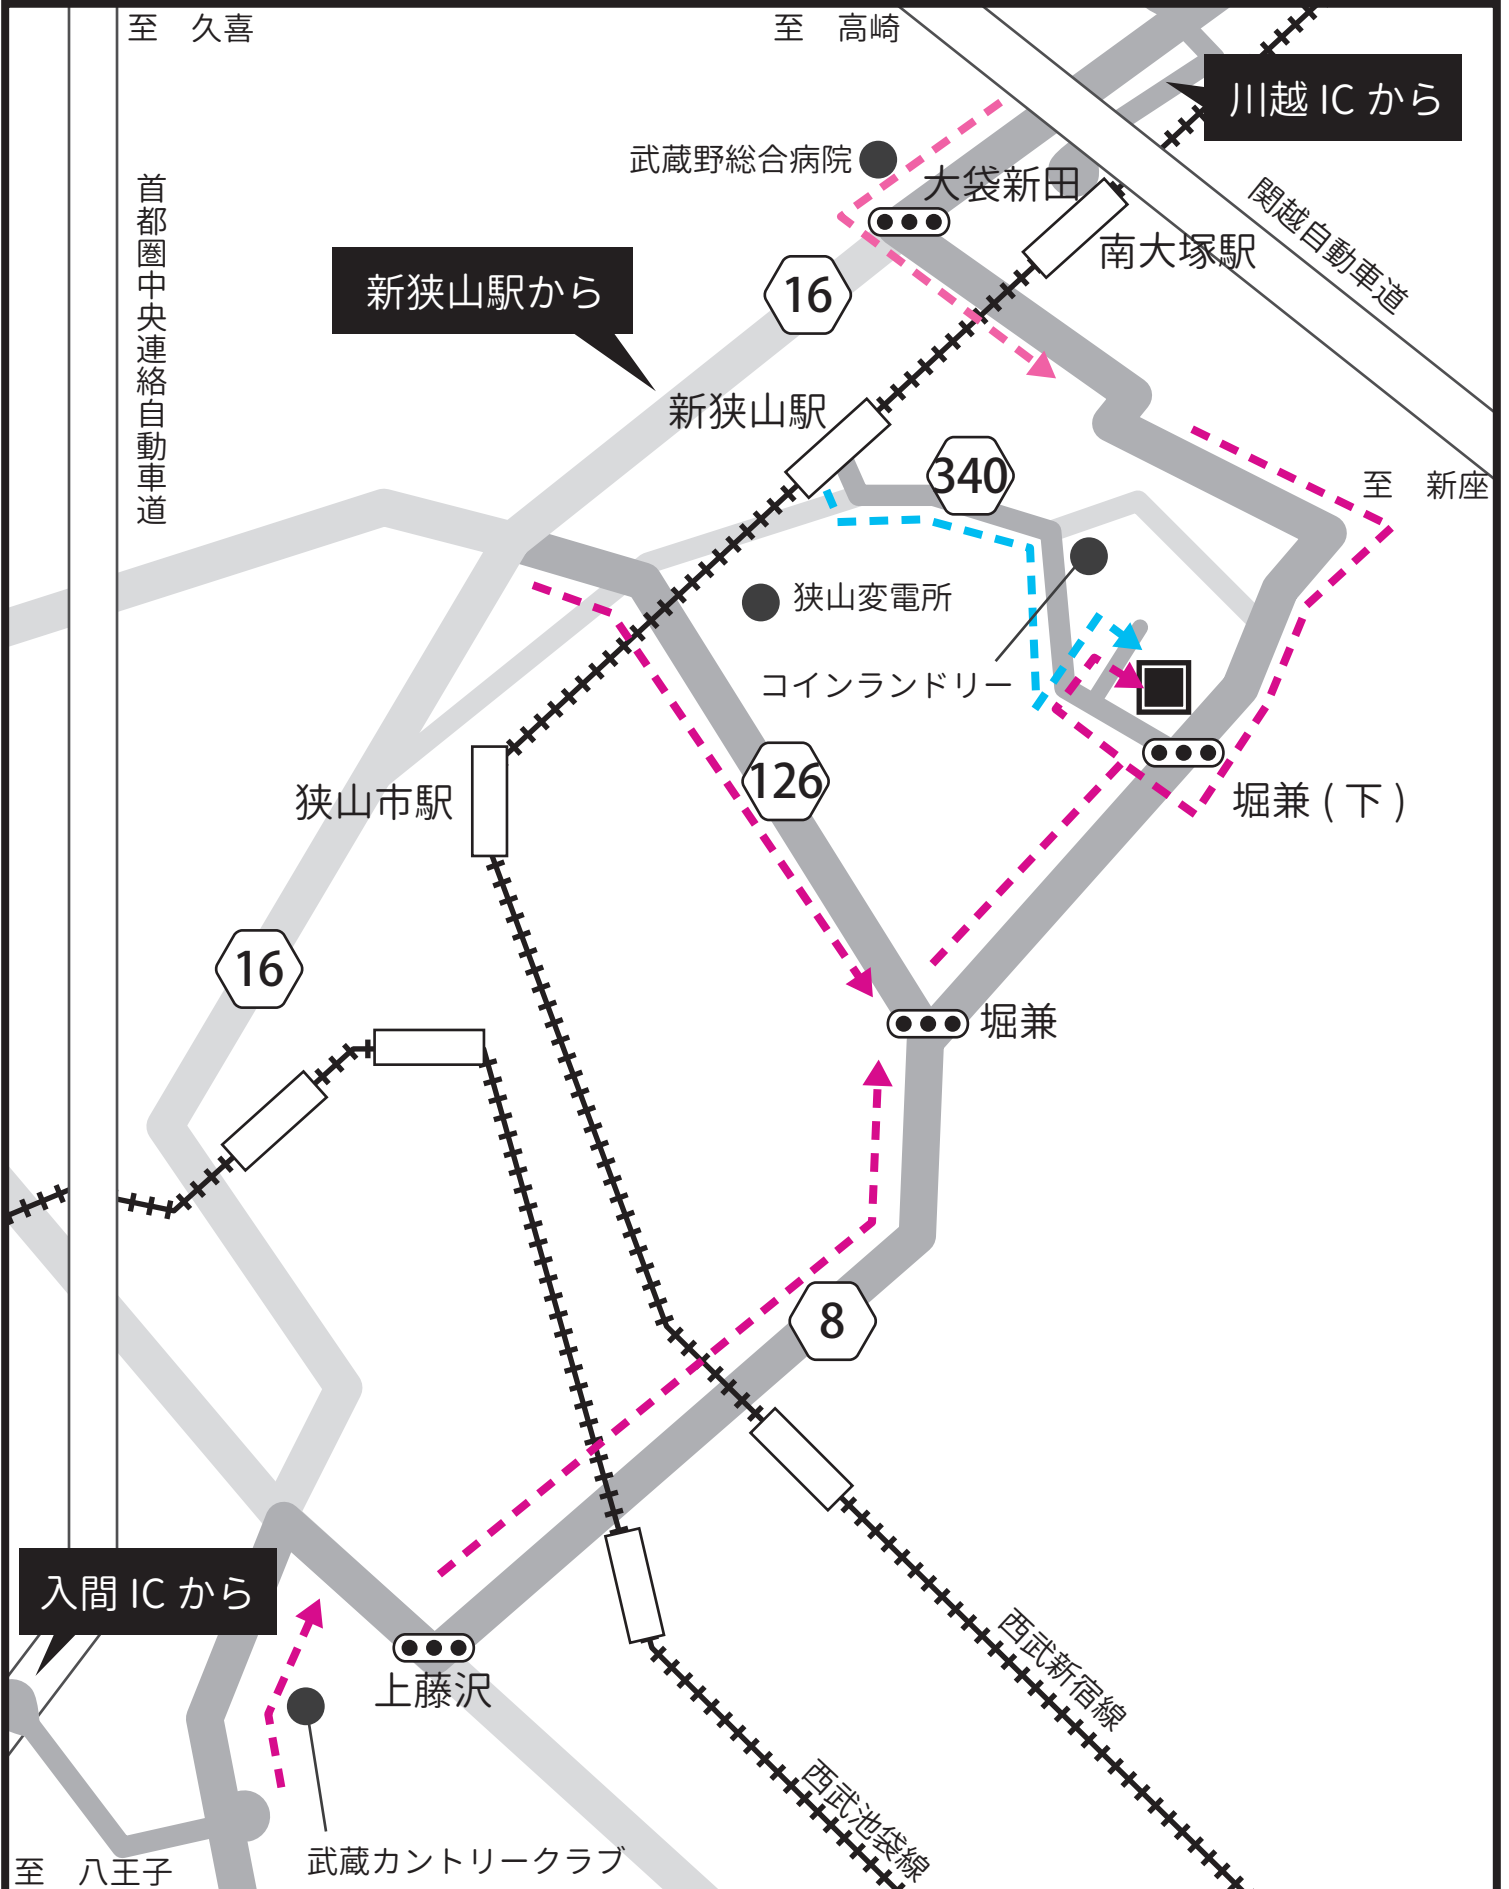 至　久喜
至　高崎
川越 IC から
武蔵野総合病院
大袋新田
首都圏中央連絡自動車道
関越自動車道
南大塚駅
新狭山駅から
16
新狭山駅
340
至　新座
狭山変電所
コインランドリー
126
狭山市駅
堀兼 ( 下 )
16
堀兼
8
入間 IC から
上藤沢
西武新宿線
西武池袋線
武蔵カントリークラブ
至　八王子